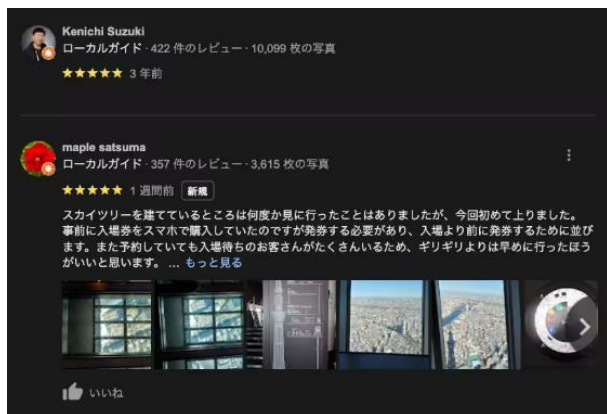 Kenichi Suzuki
ローカルガイド · 422 件のレビュー · 10,099 枚の写真
★★★★★ 3 年前
maple satsuma
ローカルガイド · 357 件のレビュー · 3,615 枚の写真
★★★★★ 1 週間前 新規
スカイツリーを建てているところは何度か見に行ったことはありましたが、今回初めて上りました。
事前に入場券をスマホで購入していたのですが発券する必要があり、入場より前に発券するために並び
ます。また予約していても入場待ちのお客さんがたくさんいるため、ギリギリよりは早めに行ったほう
がいいと思います。 … もっと見る
いいね